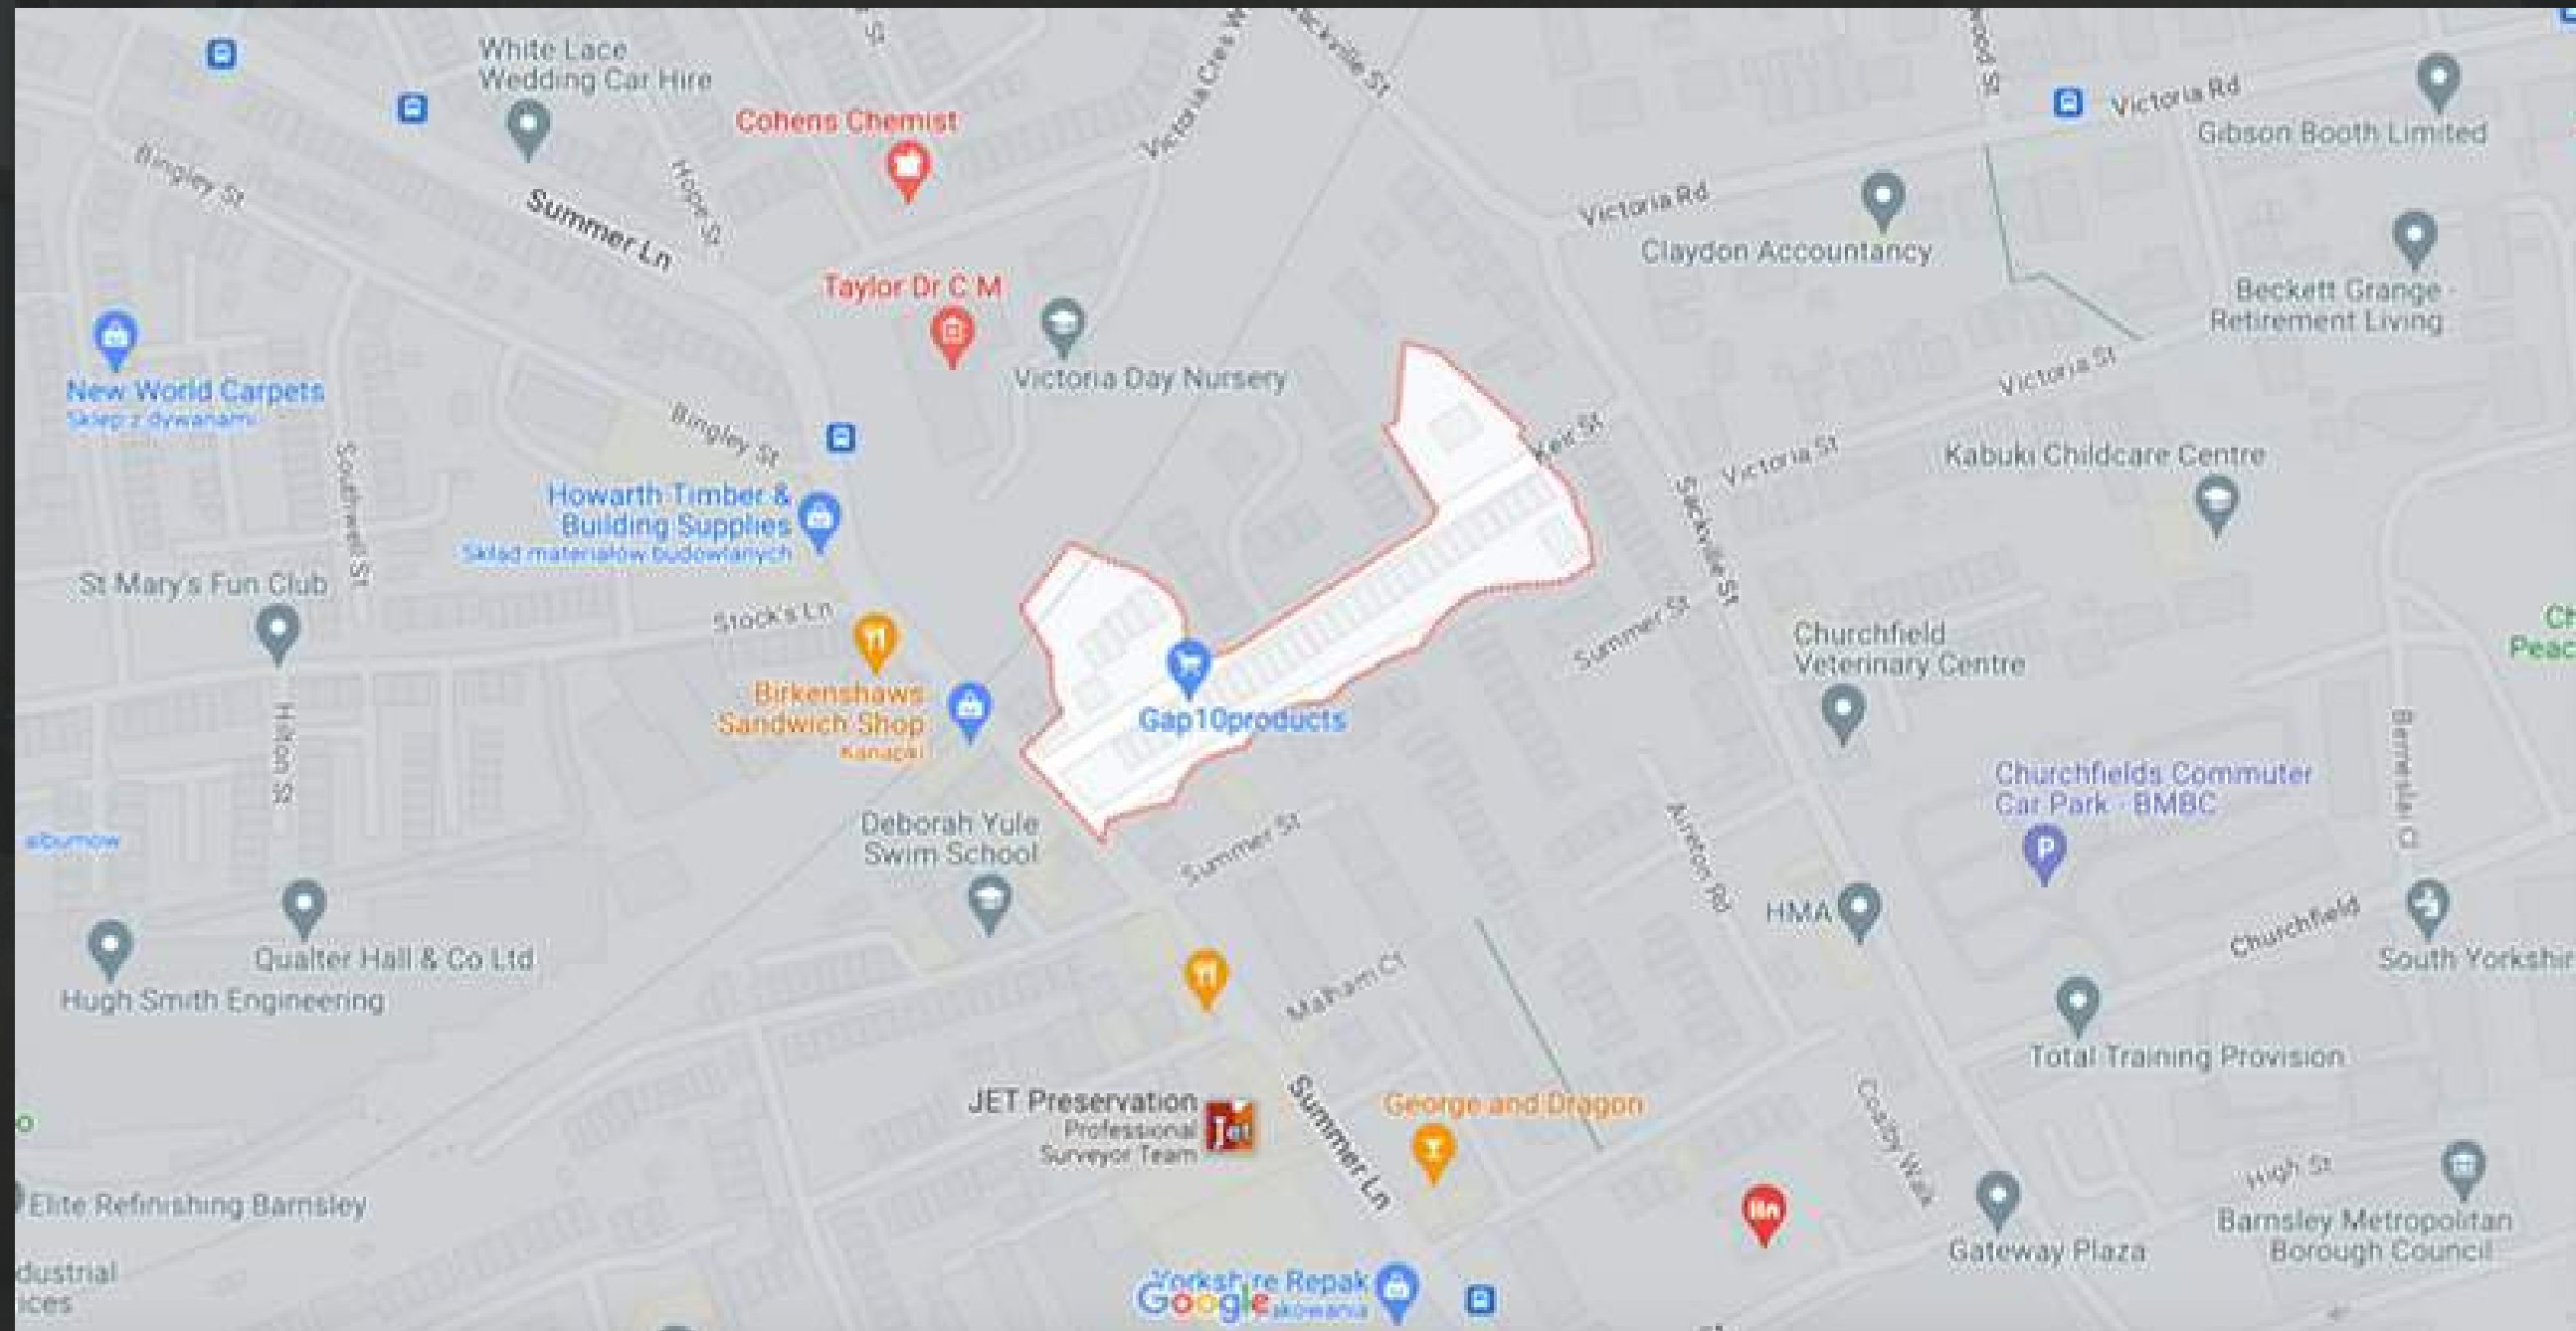 White Lace
Wedding Car Hire
Cohens Chemist
Victoria Cres W
Sackville St
Victoria Rd
Gibson Booth Limited
Bingley St
Summer Ln
Hope St
Victoria Rd
Claydon Accountancy
Taylor Dr C M
Victoria Day Nursery
Beckett Grange -
Retirement Living
New World Carpets
Sklep z dywanami
Bingley St
Victoria St
Keir St
Victoria St
Kabuki Childcare Centre
Southwell St
Howarth Timber &
Building Supplies
Skład materiałów budowlanych
Sackville St
St Mary's Fun Club
Stock's Ln
Summer St
Churchfield
Veterinary Centre
Peac
Birkenshaws
Sandwich Shop
Kanapki
Gap10products
Hilton St
Churchfields Commuter
Car Park - BMBC
Deborah Yule
Swim School
Summer St
albumów
HMA
Churchfield
South Yorkshir
Qualter Hall & Co Ltd
Hugh Smith Engineering
Malham Ct
Total Training Provision
JET Preservation
Professional
Surveyor Team
Jet
Summer Ln
George and Dragon
High St
Elite Refinishing Barnsley
Gateway Plaza
Barnsley Metropolitan
Borough Council
dustrial
ices
Yorkshire Repak
Google